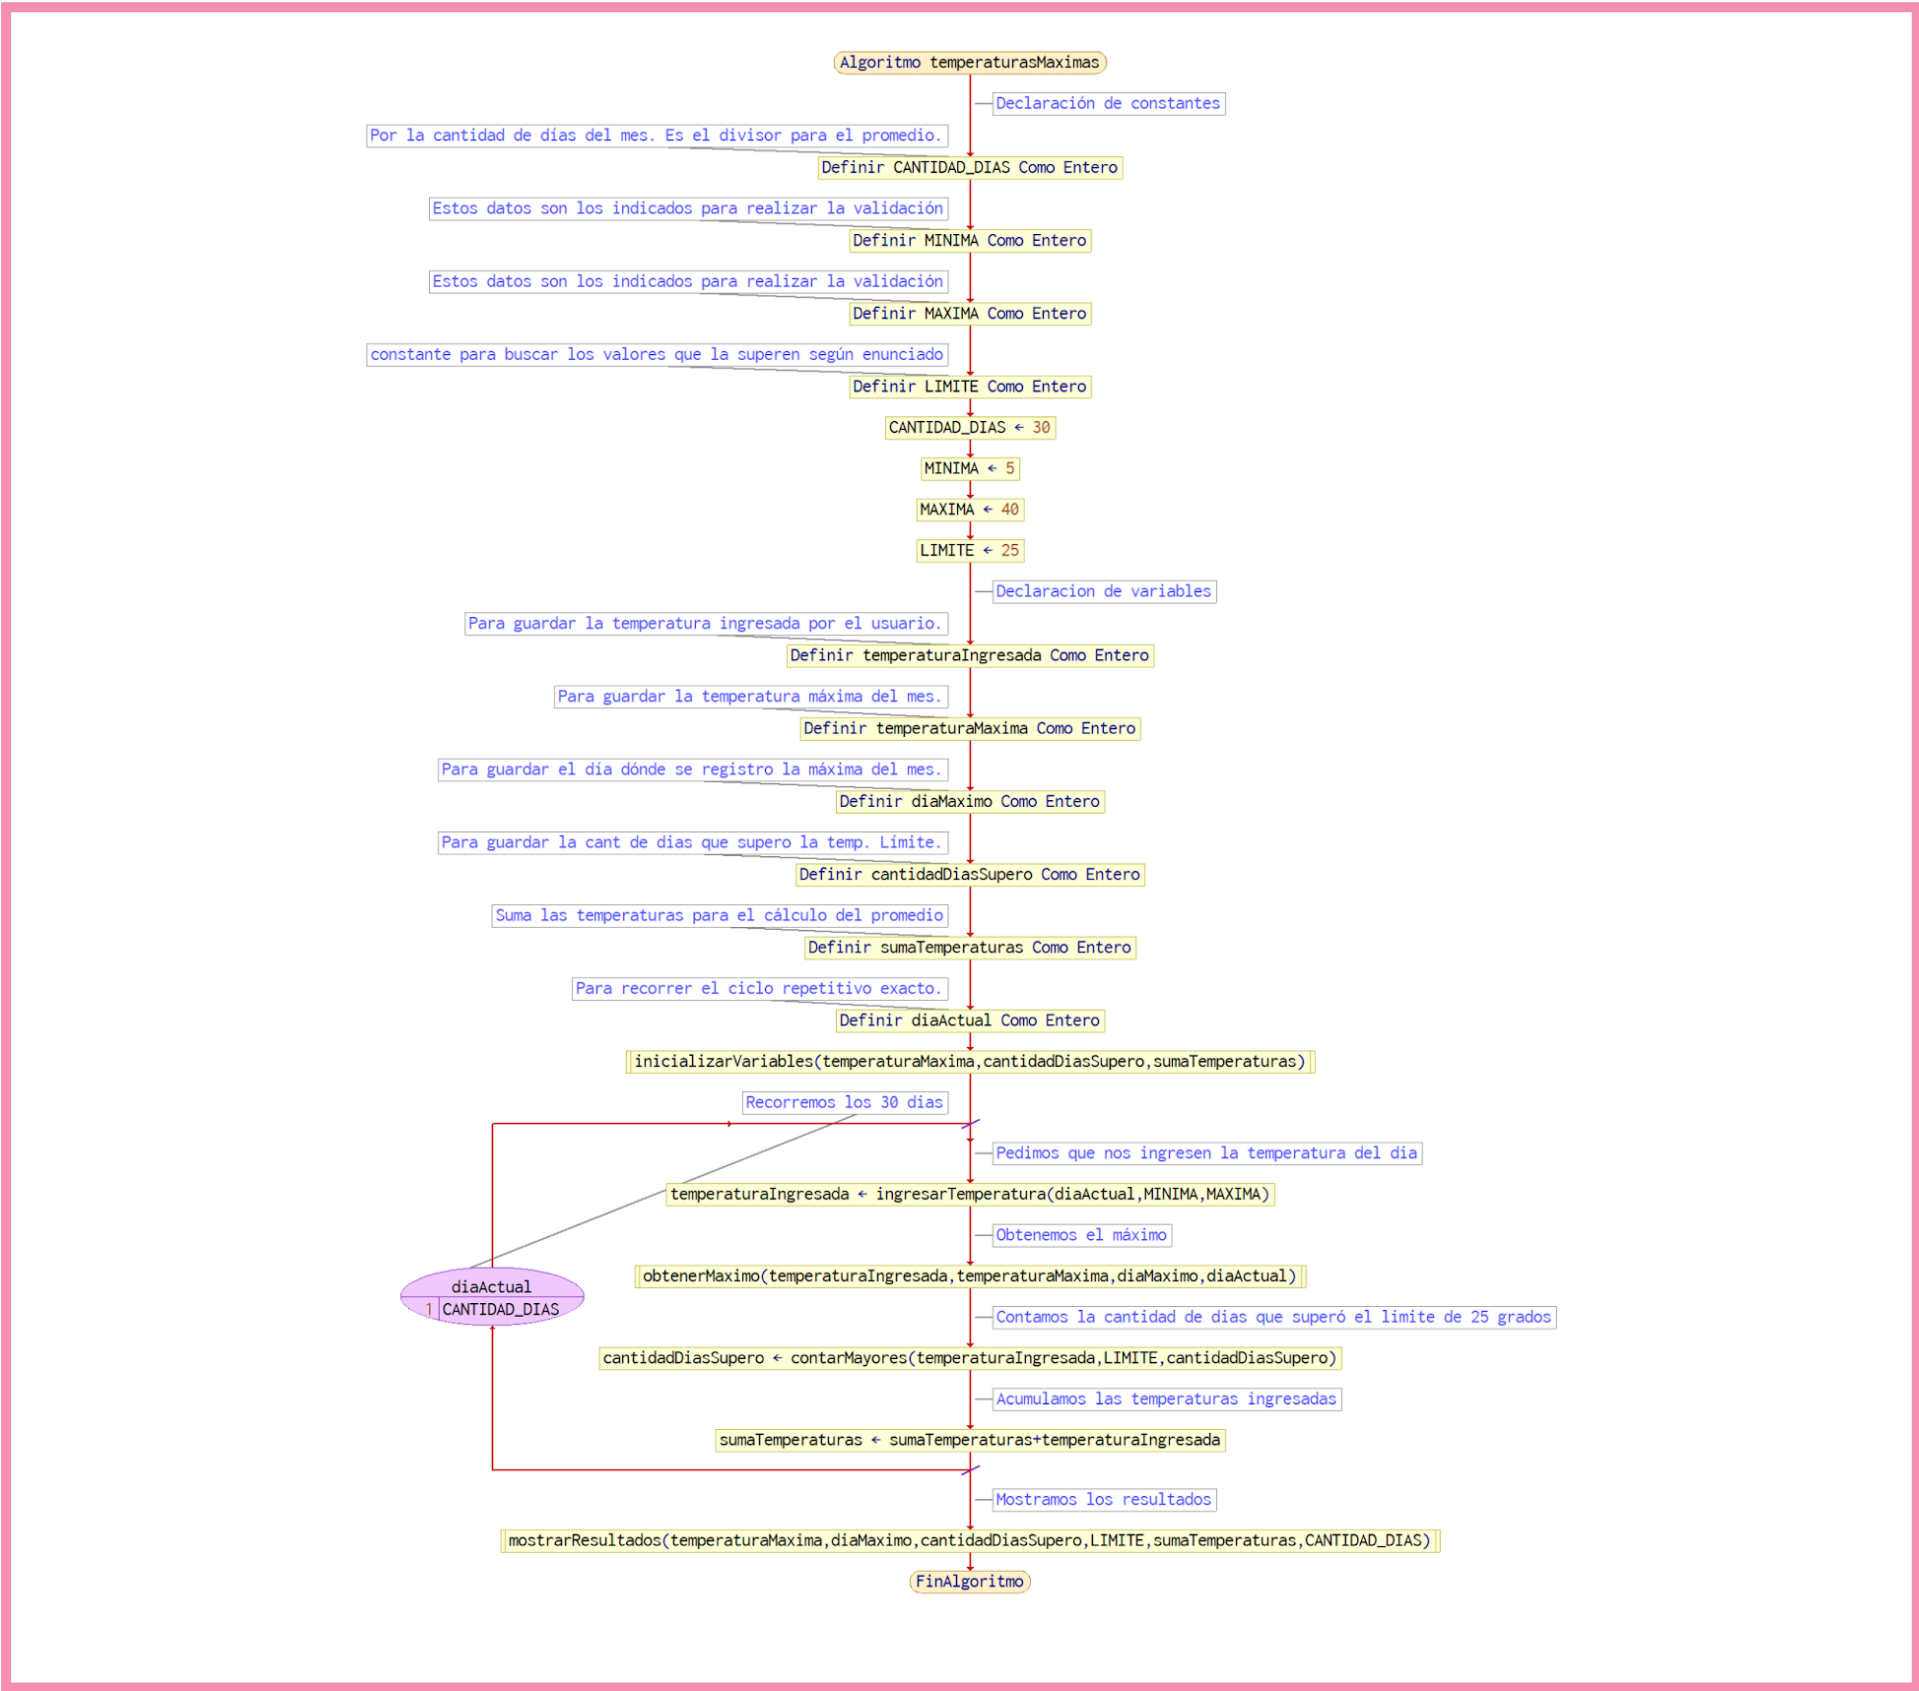 Algoritmo temperaturasMaximas
Declaración de constantes
Por la cantidad de días del mes. Es el divisor para el promedio.
Definir CANTIDAD_DIAS Como Entero
Estos datos son los indicados para realizar la validación
Definir MINIMA Como Entero
Estos datos son los indicados para realizar la validación
Definir MAXIMA Como Entero
constante para buscar los valores que la superen según enunciado
Definir LIMITE Como Entero
CANTIDAD_DIAS ← 30
MINIMA ← 5
MAXIMA ← 40
LIMITE ← 25
Declaracion de variables
Para guardar la temperatura ingresada por el usuario.
Definir temperaturaIngresada Como Entero
Para guardar la temperatura máxima del mes.
Definir temperaturaMaxima Como Entero
Para guardar el día dónde se registro la máxima del mes.
Definir diaMaximo Como Entero
Para guardar la cant de dias que supero la temp. Límite.
Definir cantidadDiasSupero Como Entero
Suma las temperaturas para el cálculo del promedio
Definir sumaTemperaturas Como Entero
Para recorrer el ciclo repetitivo exacto.
Definir diaActual Como Entero
inicializarVariables(temperaturaMaxima,cantidadDiasSupero,sumaTemperaturas)
Recorremos los 30 dias
Pedimos que nos ingresen la temperatura del dia
temperaturaIngresada ← ingresarTemperatura(diaActual,MINIMA,MAXIMA)
Obtenemos el máximo
obtenerMaximo(temperaturaIngresada,temperaturaMaxima,diaMaximo,diaActual)
diaActual
1 CANTIDAD_DIAS
Contamos la cantidad de dias que superó el limite de 25 grados
cantidadDiasSupero ← contarMayores(temperaturaIngresada,LIMITE,cantidadDiasSupero)
Acumulamos las temperaturas ingresadas
sumaTemperaturas ← sumaTemperaturas+temperaturaIngresada
Mostramos los resultados
mostrarResultados(temperaturaMaxima,diaMaximo,cantidadDiasSupero,LIMITE,sumaTemperaturas,CANTIDAD_DIAS)
FinAlgoritmo